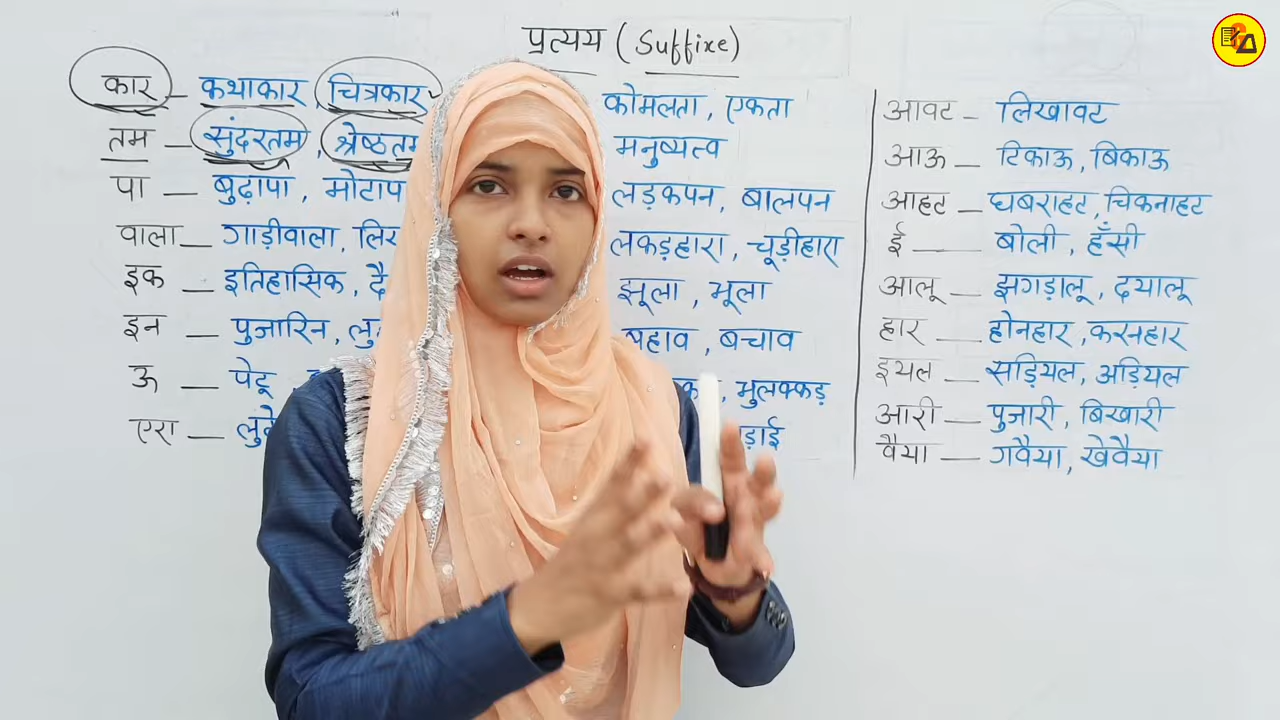 प्रत्यय (Suffixe)
कार – कथाकार, चित्रकार
तम – सुंदरतम, श्रेष्ठतम
पा – बुढ़ापा, मोटाप
वाला – गाड़ीवाला,
इक – इतिहासिक,
इन – पुजारिन,
ऊ – पेटू
एरा –
कोमलता, एकता
मनुष्यत्व
लड़कपन, बालपन
लकड़हारा, चूड़ीहारा
झूला, भूला
बहाव, बचाव
, मुलक्कड़
आवट – लिखावट
आऊ – टिकाऊ, बिकाऊ
आहट – घबराहट, चिकनाहट
ई – बोली, हँसी
आलू – झगड़ालू, दयालू
हार – होनहार, करनहार
इयल – सड़ियल, अड़ियल
आरी – पुजारी, बिखारी
वैया – गवैया, खेवैया